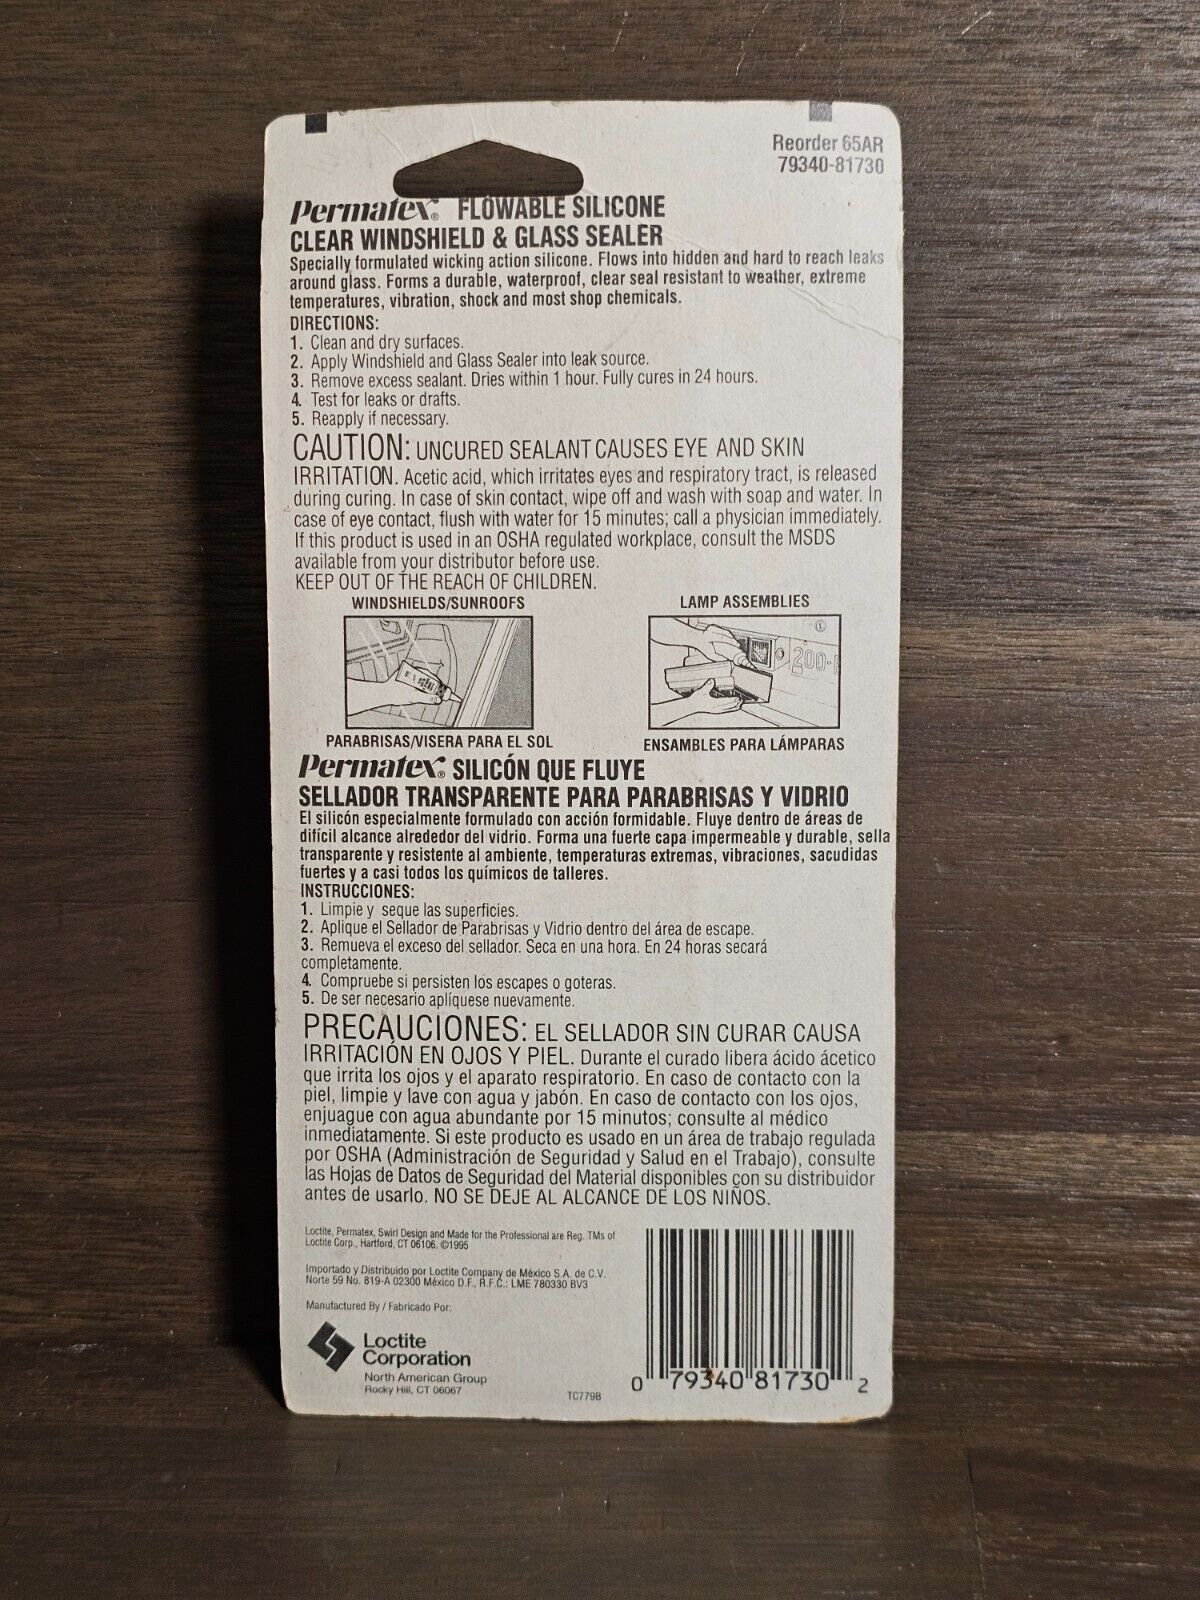 Reorder 65AR
79340-81730
Permatex® FLOWABLE SILICONE
CLEAR WINDSHIELD & GLASS SEALER
Specially formulated wicking action silicone. Flows into hidden and hard to reach leaks
around glass. Forms a durable, waterproof, clear seal resistant to weather, extreme
temperatures, vibration, shock and most shop chemicals.
DIRECTIONS:
1. Clean and dry surfaces.
2. Apply Windshield and Glass Sealer into leak source.
3. Remove excess sealant. Dries within 1 hour. Fully cures in 24 hours.
4. Test for leaks or drafts.
5. Reapply if necessary.
CAUTION: UNCURED SEALANT CAUSES EYE AND SKIN
IRRITATION. Acetic acid, which irritates eyes and respiratory tract, is released
during curing. In case of skin contact, wipe off and wash with soap and water. In
case of eye contact, flush with water for 15 minutes; call a physician immediately.
If this product is used in an OSHA regulated workplace, consult the MSDS
available from your distributor before use.
KEEP OUT OF THE REACH OF CHILDREN.
WINDSHIELDS/SUNROOFS
LAMP ASSEMBLIES
200-
PARABRISAS/VISERA PARA EL SOL
ENSAMBLES PARA LÁMPARAS
Permatex® SILICÓN QUE FLUYE
SELLADOR TRANSPARENTE PARA PARABRISAS Y VIDRIO
El silicón especialmente formulado con acción formidable. Fluye dentro de áreas de
difícil alcance alrededor del vidrio. Forma una fuerte capa impermeable y durable, sella
transparente y resistente al ambiente, temperaturas extremas, vibraciones, sacudidas
fuertes y a casi todos los químicos de talleres.
INSTRUCCIONES:
1. Limpie y seque las superficies.
2. Aplique el Sellador de Parabrisas y Vidrio dentro del área de escape.
3. Remueva el exceso del sellador. Seca en una hora. En 24 horas secará
completamente.
4. Compruebe si persisten los escapes o goteras.
5. De ser necesario aplíquese nuevamente.
PRECAUCIONES: EL SELLADOR SIN CURAR CAUSA
IRRITACIÓN EN OJOS Y PIEL. Durante el curado libera ácido ácetico
que irrita los ojos y el aparato respiratorio. En caso de contacto con la
piel, limpie y lave con agua y jabón. En caso de contacto con los ojos,
enjuague con agua abundante por 15 minutos; consulte al médico
inmediatamente. Si este producto es usado en un área de trabajo regulada
por OSHA (Administración de Seguridad y Salud en el Trabajo), consulte
las Hojas de Datos de Seguridad del Material disponibles con su distribuidor
antes de usarlo. NO SE DEJE AL ALCANCE DE LOS NIÑOS.
Loctite, Permatex, Swirl Design and Made for the Professional are Reg. TMs of
Loctite Corp., Hartford, CT 06106. ©1995
Importado y Distribuido por Loctite Company de México S.A. de C.V.
Norte 59 No. 819-A 02300 México D.F., R.F.C.: LME 780330 BV3
Manufactured By / Fabricado Por:
Loctite
Corporation
North American Group
Rocky Hill, CT 06067
TC779B
0 79340 81730 2